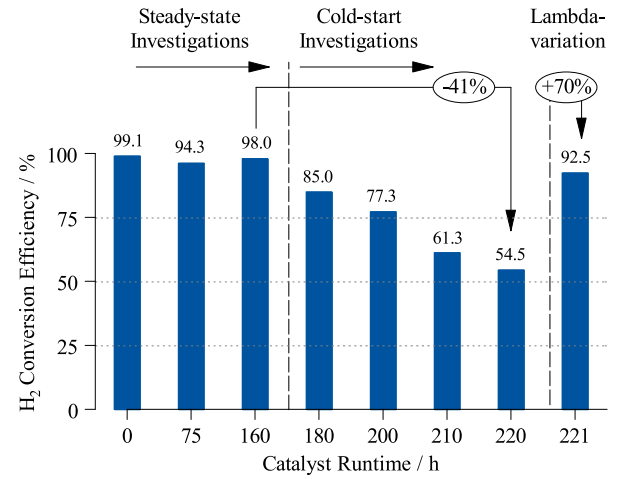 Steady-state
Investigations
Cold-start
Investigations
Lambda-
variation
-41%
+70%
99.1
94.3
98.0
85.0
77.3
61.3
54.5
92.5
100
75
50
25
0
H2 Conversion Efficiency / %
0 75 160 180 200 210 220 221
Catalyst Runtime / h